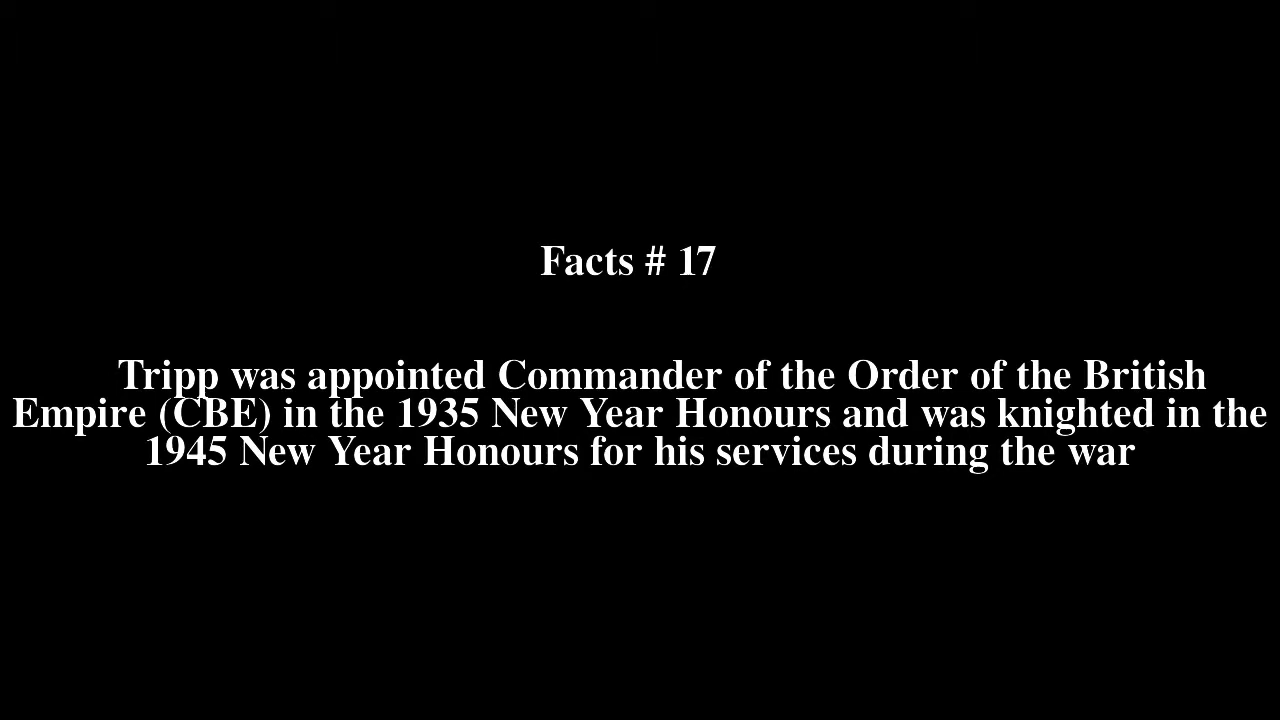 Facts # 17
Tripp was appointed Commander of the Order of the British
Empire (CBE) in the 1935 New Year Honours and was knighted in the
1945 New Year Honours for his services during the war